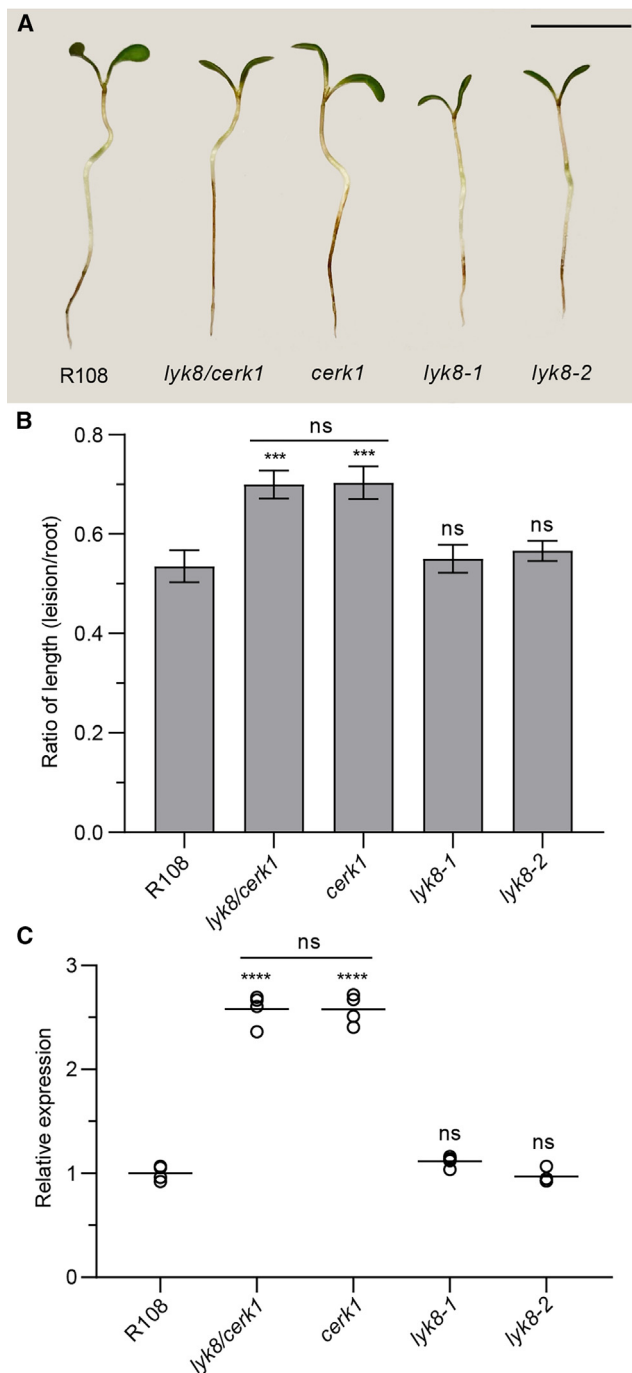 A
R108 lyk8/cerk1 cerk1 lyk8-1 lyk8-2
B
ns
*** ***
ns ns
0.8
0.6
0.4
0.2
0.0
Ratio of length (leision/root)
R108 lyk8/cerk1 cerk1 lyk8-1 lyk8-2
C
ns
**** ****
ns ns
3
2
1
0
Relative expression
R108 lyk8/cerk1 cerk1 lyk8-1 lyk8-2